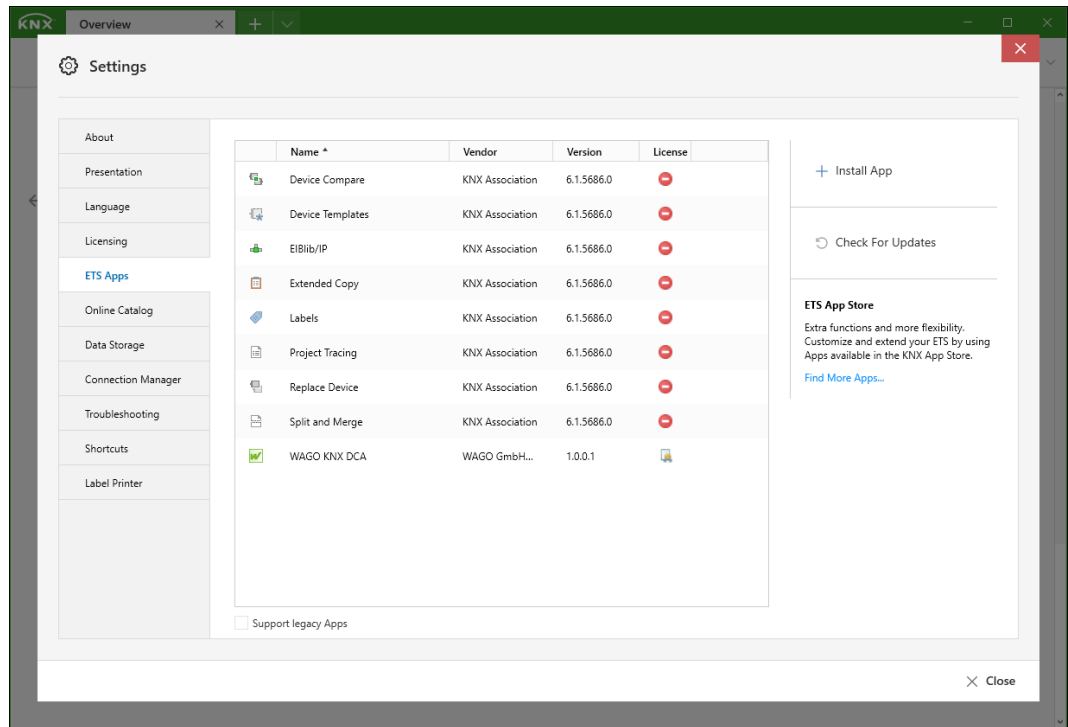 KNX Overview
Settings
About
Presentation
Language
Licensing
ETS Apps
Online Catalog
Data Storage
Connection Manager
Troubleshooting
Shortcuts
Label Printer
Name Vendor Version License
Device Compare KNX Association 6.1.5686.0
Device Templates KNX Association 6.1.5686.0
EIBlib/IP KNX Association 6.1.5686.0
Extended Copy KNX Association 6.1.5686.0
Labels KNX Association 6.1.5686.0
Project Tracing KNX Association 6.1.5686.0
Replace Device KNX Association 6.1.5686.0
Split and Merge KNX Association 6.1.5686.0
WAGO KNX DCA WAGO GmbH... 1.0.0.1
Support legacy Apps
Install App
Check For Updates
ETS App Store
Extra functions and more flexibility.
Customize and extend your ETS by using
Apps available in the KNX App Store.
Find More Apps...
Close